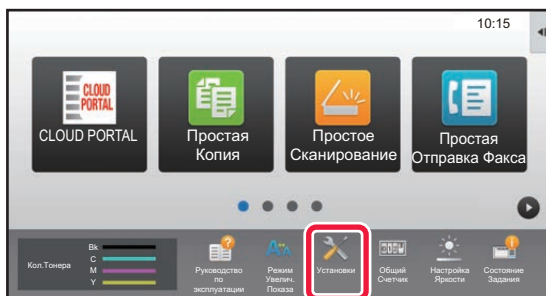 10:15
CLOUD
PORTAL
CLOUD PORTAL
Простая
Копия
Простое
Сканирование
Простая
Отправка Факса
Кол.Тонера
Bk
C
M
Y
Руководство
по
эксплуатации
Режим
Увелич.
Показа
Установки
Общий
Счетчик
Настройка
Яркости
Состояние
Задания